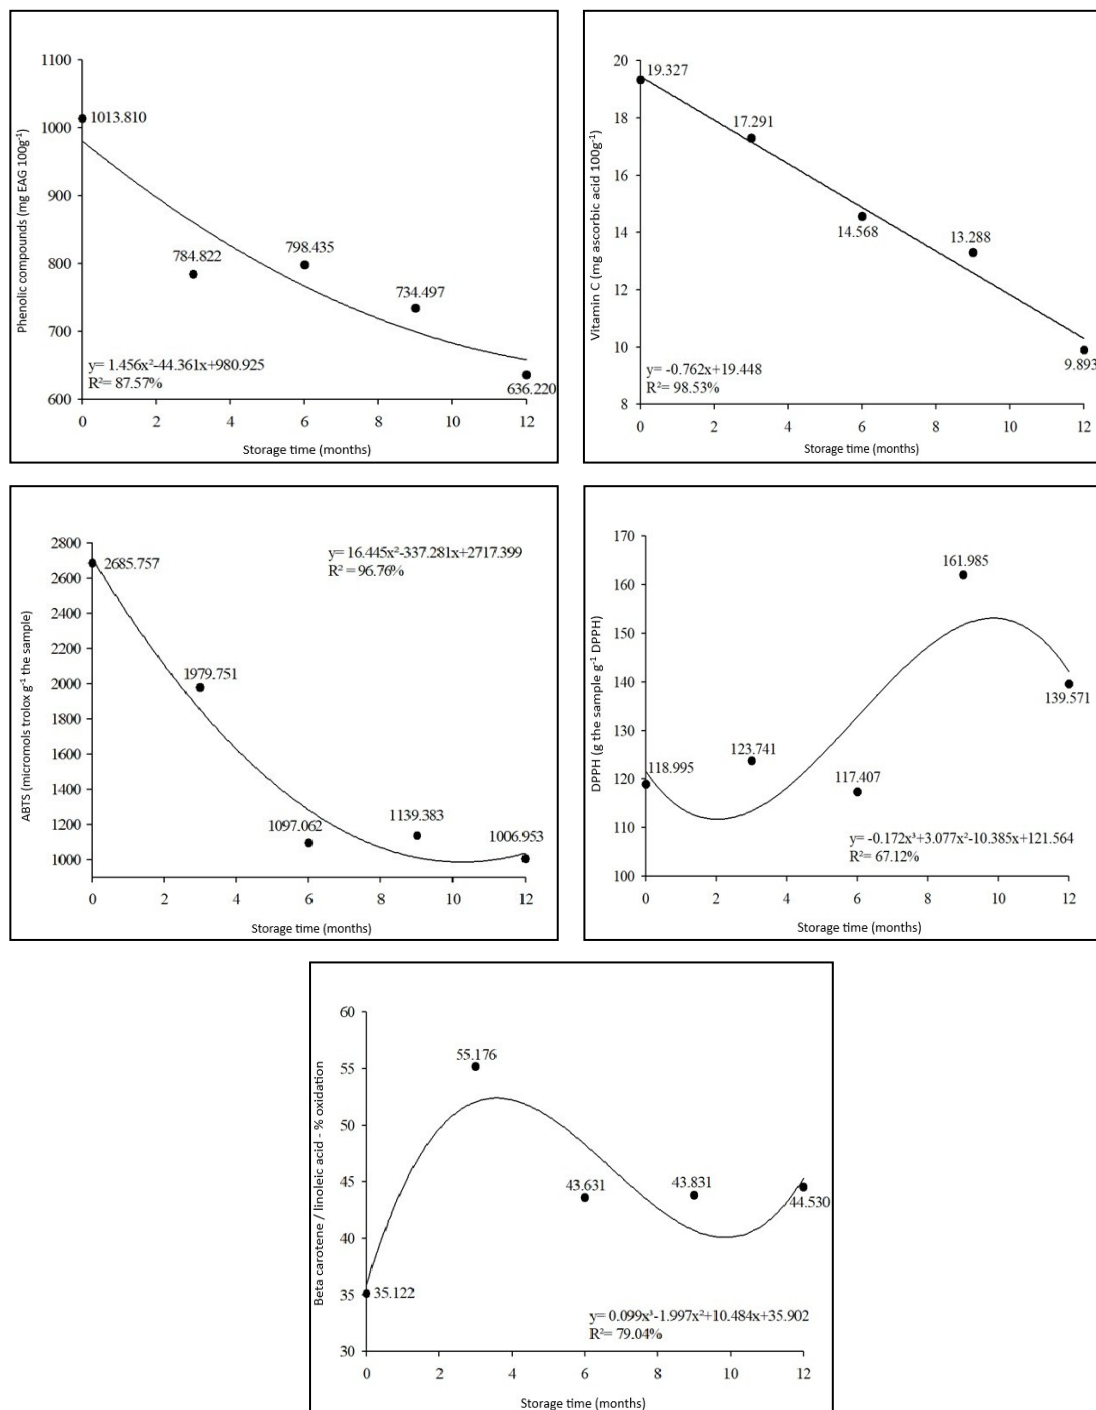 1100
1000
900
800
700
600
Phenolic compounds (mg EAG 100g⁻¹)
1013.810
784.822
798.435
734.497
636.220
y= 1.456x²-44.361x+980.925
R²= 87.57%
0 2 4 6 8 10 12
Storage time (months)
20
18
16
14
12
10
8
Vitamin C (mg ascorbic acid 100g⁻¹)
19.327
17.291
14.568
13.288
9.893
y= -0.762x+19.448
R²= 98.53%
0 2 4 6 8 10 12
Storage time (months)
2800
2600
2400
2200
2000
1800
1600
1400
1200
1000
ABTS (micromols trolox g⁻¹ the sample)
y= 16.445x²-337.281x+2717.399
R² = 96.76%
2685.757
1979.751
1097.062
1139.383
1006.953
0 2 4 6 8 10 12
Storage time (months)
170
160
150
140
130
120
110
100
DPPH (g the sample g⁻¹ DPPH)
118.995
123.741
117.407
161.985
139.571
y= -0.172x³+3.077x²-10.385x+121.564
R²= 67.12%
0 2 4 6 8 10 12
Storage time (months)
60
55
50
45
40
35
30
Beta carotene / linoleic acid - % oxidation
35.122
55.176
43.631
43.831
44.530
y= 0.099x³-1.997x²+10.484x+35.902
R²= 79.04%
0 2 4 6 8 10 12
Storage time (months)